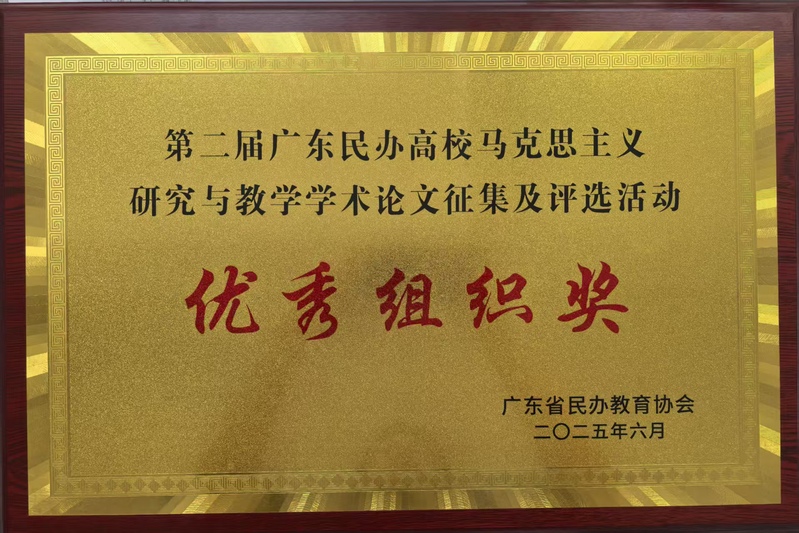 第二届广东民办高校马克思主义
研究与教学学术论文征集及评选活动
优秀组织奖
广东省民办教育协会
二〇二五年六月